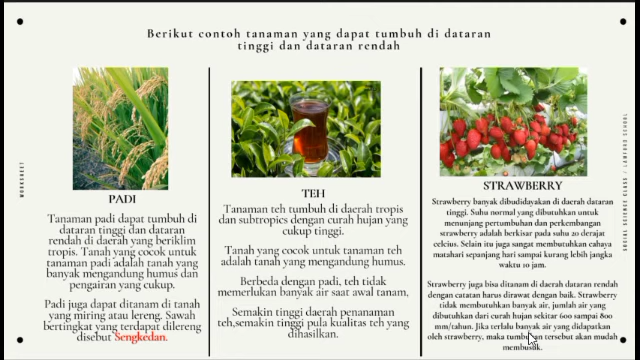 Berikut contoh tanaman yang dapat tumbuh di dataran
tinggi dan dataran rendah
WORKSHEET
PADI
Tanaman padi dapat tumbuh di
dataran tinggi dan dataran
rendah di daerah yang beriklim
tropis. Tanah yang cocok untuk
tanaman padi adalah tanah yang
banyak mengandung humus dan
pengairan yang cukup.
Padi juga dapat ditanam di tanah
yang miring atau lereng. Sawah
bertingkat yang terdapat dilereng
disebut Sengkedan.
TEH
Tanaman teh tumbuh di daerah tropis
dan subtropics dengan curah hujan yang
cukup tinggi.
Tanah yang cocok untuk tanaman teh
adalah tanah yang mengandung humus.
Berbeda dengan padi, teh tidak
memerlukan banyak air saat awal tanam,
Semakin tinggi daerah penanaman
teh,semakin tinggi pula kualitas teh yang
dihasilkan.
STRAWBERRY
Strawberry banyak dibudidayakan di daerah dataran
tinggi. Suhu normal yang dibutuhkan untuk
menunjang pertumbuhan dan perkembangan
strawberry adalah berkisar pada suhu 20 derajat
celcius. Selain itu juga sangat membutuhkan cahaya
matahari sepanjang hari sampai kurang lebih jangka
waktu 10 jam.
Strawberry juga bisa ditanam di daerah dataran rendah
dengan catatan harus dirawat dengan baik. Strawberry
tidak membutuhkan banyak air, jumlah air yang
dibutuhkan dari curah hujan sekitar 600 sampai 800
mm/tahun. Jika terlalu banyak air yang didapatkan
oleh strawberry, maka tumbuhan tersebut akan mudah
membusuk.
SOCIAL SCIENCE CLASS / LAMFORD SCHOOL